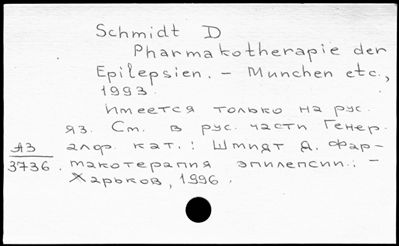 Schmidt D
Pharmakotherapie der
Epilepsien. – Munchen etc.,
1993.
Имеется только на рус.
яз. См. в рус. части Генер.
алф. кат.: Шмидт Д. Фар-
А3
3736. макотерапия эпилепсии.: –
Харьков, 1996.